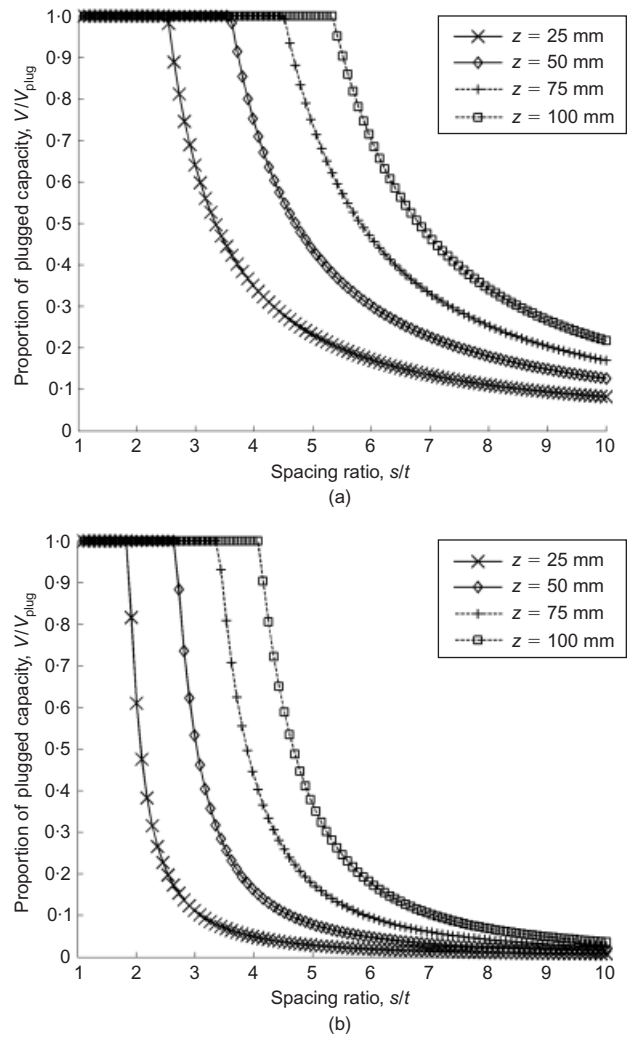 1·0
0·9
0·8
0·7
0·6
0·5
0·4
0·3
0·2
0·1
0
Proportion of plugged capacity, V/Vplug
z = 25 mm
z = 50 mm
z = 75 mm
z = 100 mm
1 2 3 4 5 6 7 8 9 10
Spacing ratio, s/t
(a)
1·0
0·9
0·8
0·7
0·6
0·5
0·4
0·3
0·2
0·1
0
Proportion of plugged capacity, V/Vplug
z = 25 mm
z = 50 mm
z = 75 mm
z = 100 mm
1 2 3 4 5 6 7 8 9 10
Spacing ratio, s/t
(b)